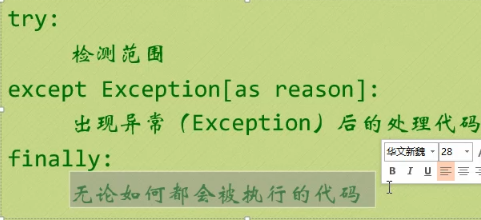 try:
检测范围
except Exception[as reason]:
出现异常（Exception）后的处理代码
finally:
华文新魏 28
B I U
无论如何都会被执行的代码